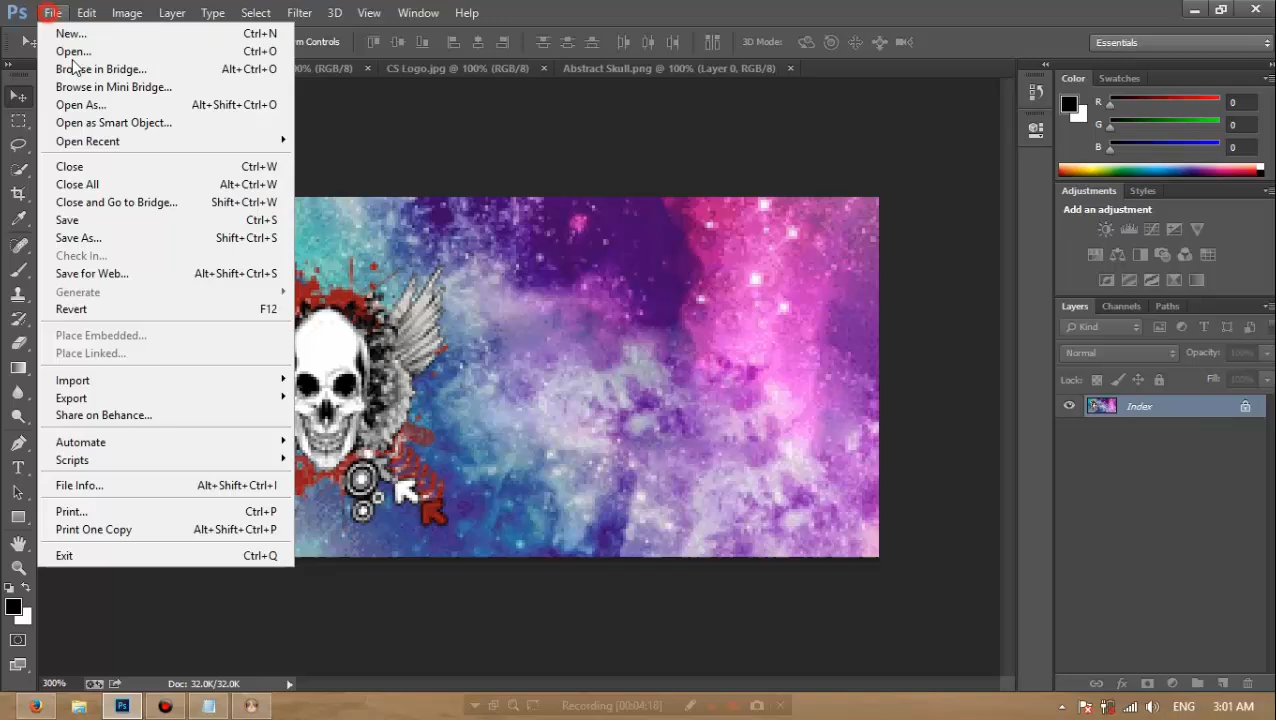 Ps File Edit Image Layer Type Select Filter 3D View Window Help
New... Ctrl+N
Open... Ctrl+O
Browse in Bridge... Alt+Ctrl+O
Browse in Mini Bridge...
Open As... Alt+Shift+Ctrl+O
Open as Smart Object...
Open Recent
Close Ctrl+W
Close All Alt+Ctrl+W
Close and Go to Bridge... Shift+Ctrl+W
Save Ctrl+S
Save As... Shift+Ctrl+S
Check In...
Save for Web... Alt+Shift+Ctrl+S
Generate
Revert F12
Place Embedded...
Place Linked...
Import
Export
Share on Behance...
Automate
Scripts
File Info... Alt+Shift+Ctrl+I
Print... Ctrl+P
Print One Copy Alt+Shift+Ctrl+P
Exit Ctrl+Q
Controls 3D Mode: Essentials
(RGB/8) CS Logo.jpg @ 100% (RGB/8) Abstract Skull.png @ 100% (Layer 0, RGB/8)
Color Swatches
R 0
G 0
B 0
Adjustments Styles
Add an adjustment
Layers Channels Paths
Kind
Normal Opacity: 100%
Lock: Fill: 100%
Index
300% Doc: 32.0K/32.0K
Recording [00:04:18] ENG 3:01 AM